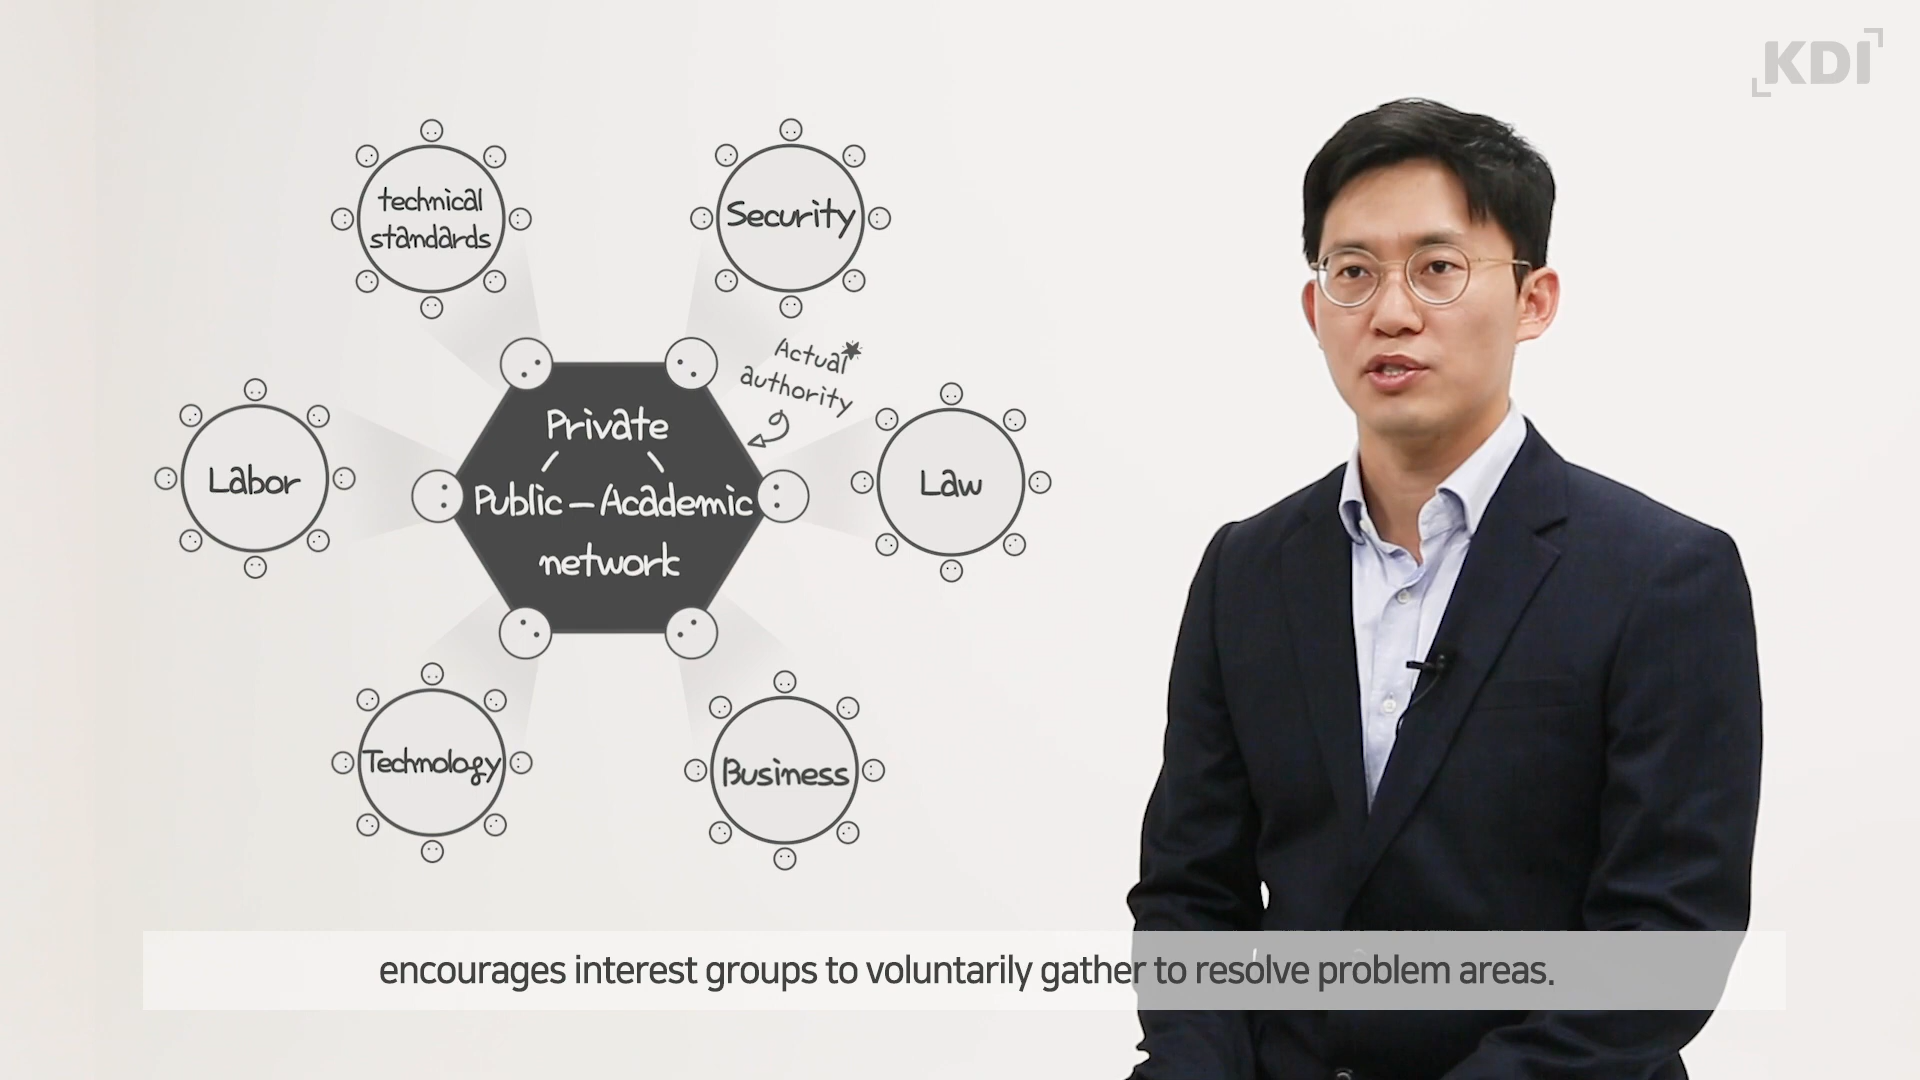 KDI
technical
standards
Security
Actual
authority
Labor
Private
Public – Academic
network
Law
Technology
Business
encourages interest groups to voluntarily gather to resolve problem areas.